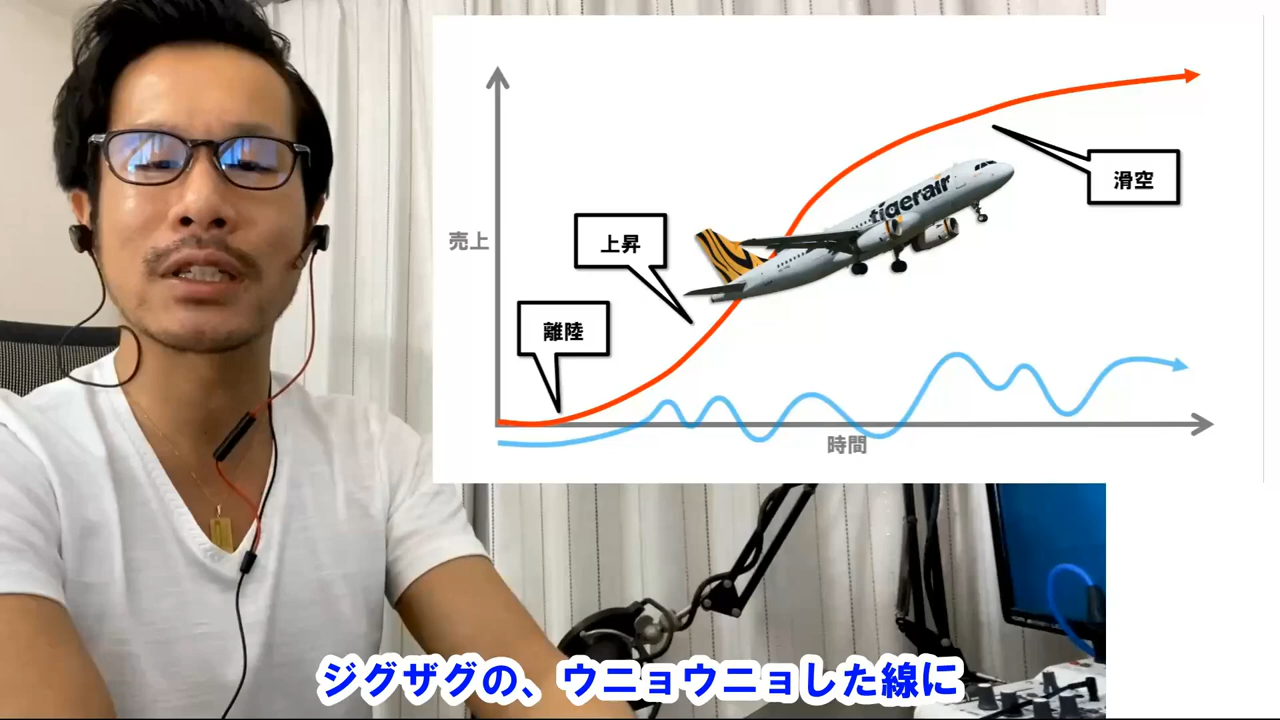 売上
離陸
上昇
滑空
tigerair
時間
ジグザグの、ウニョウニョした線に